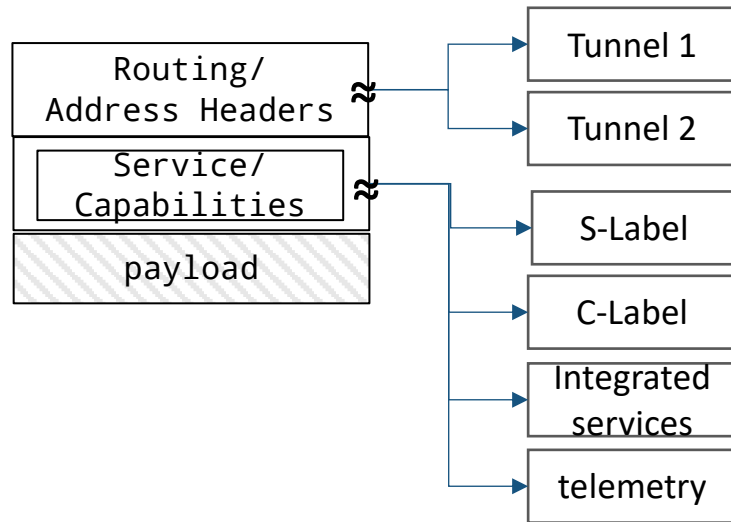 Routing/
Address Headers
Service/
Capabilities
payload
Tunnel 1
Tunnel 2
S-Label
C-Label
Integrated
services
telemetry